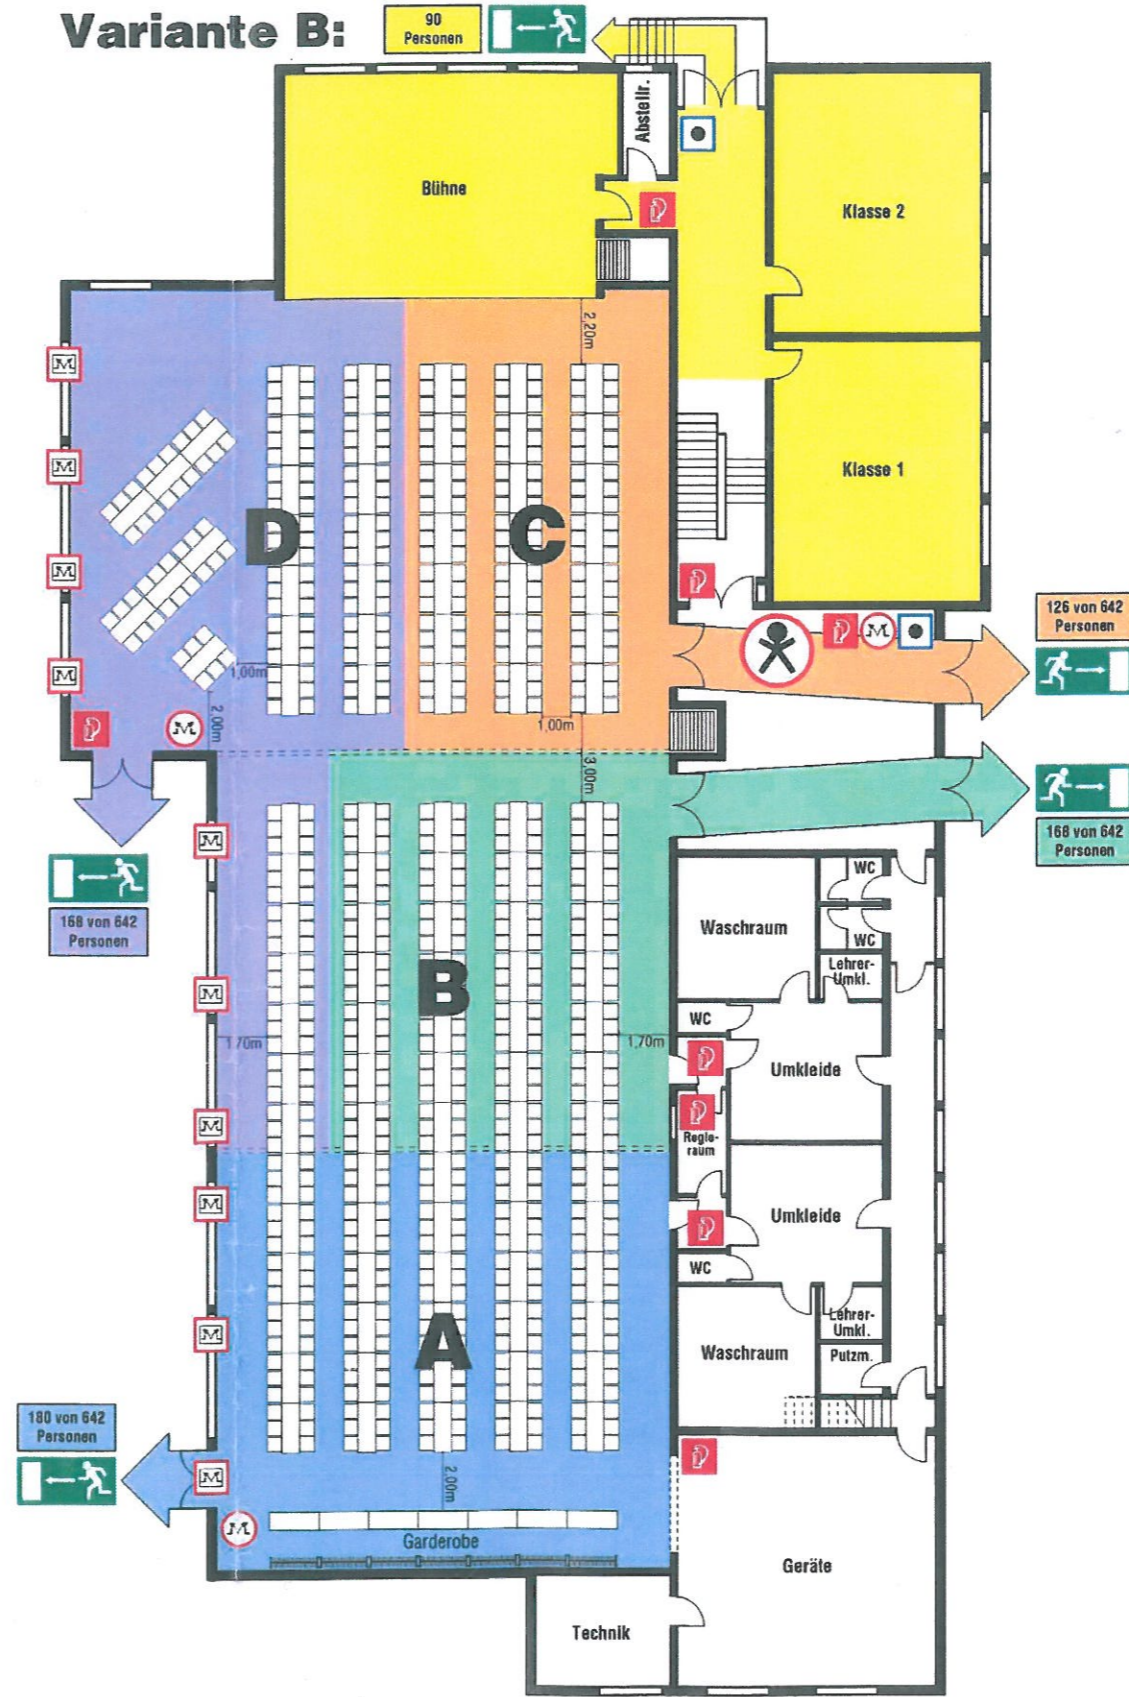 Variante B:
90
Personen
Abstellr.
Bühne
Klasse 2
2,20m
Klasse 1
D
C
126 von 642
Personen
1,00m
2,00m
1,00m
3,00m
168 von 642
Personen
168 von 642
Personen
WC
Waschraum
WC
Lehrer-
Umkl.
B
WC
1,70m
1,70m
Umkleide
Regie-
raum
Umkleide
WC
A
Lehrer-
Umkl.
Waschraum
Putzm.
180 von 642
Personen
2,00m
Garderobe
Geräte
Technik